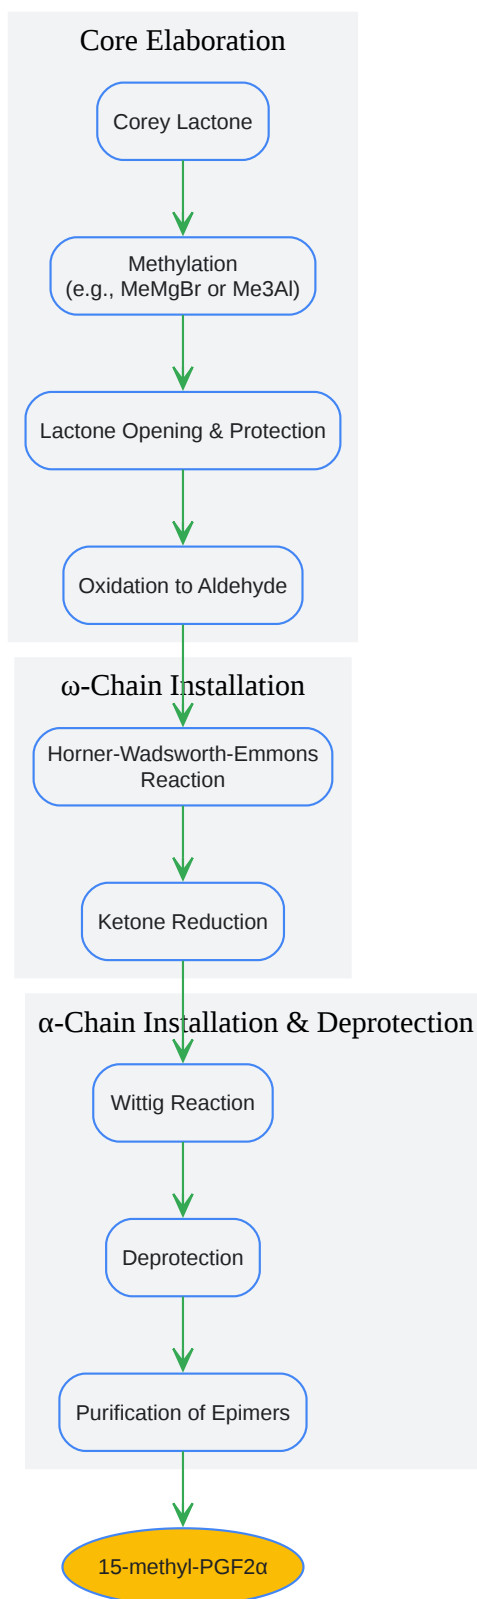 Core Elaboration
Corey Lactone
Methylation
(e.g., MeMgBr or Me3Al)
Lactone Opening & Protection
Oxidation to Aldehyde
ω-Chain Installation
Horner-Wadsworth-Emmons
Reaction
Ketone Reduction
α-Chain Installation & Deprotection
Wittig Reaction
Deprotection
Purification of Epimers
15-methyl-PGF2α